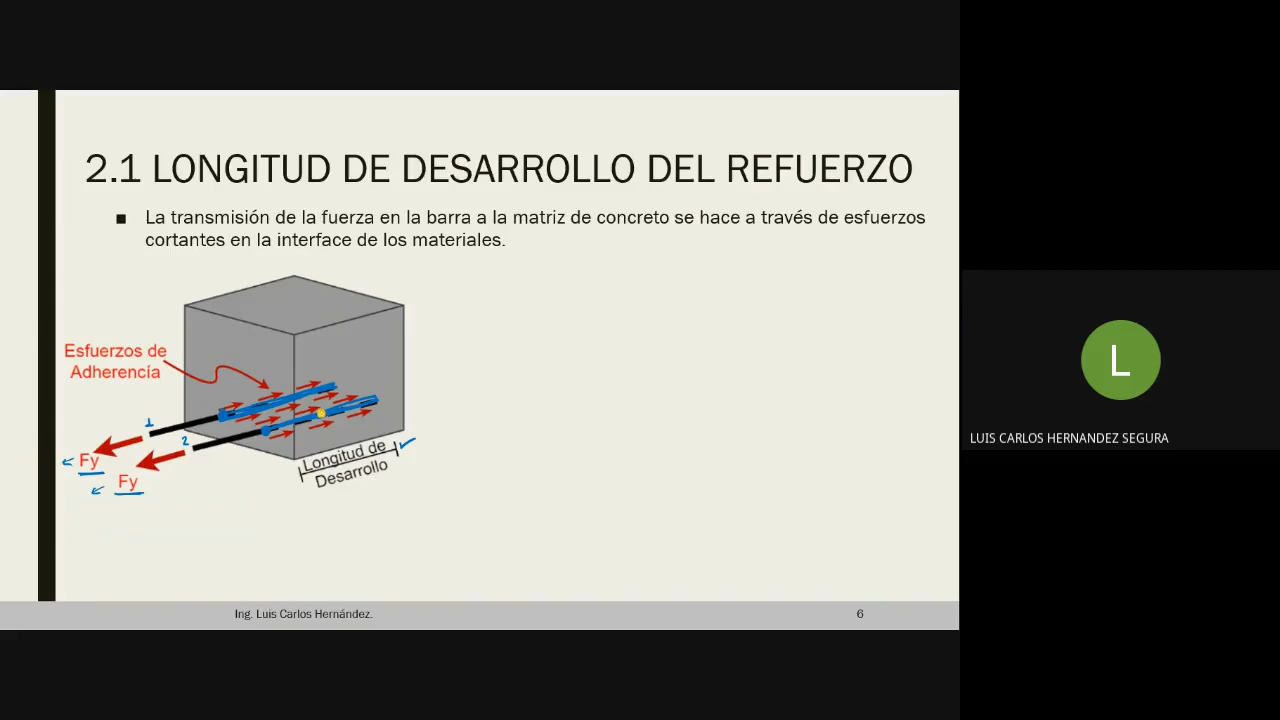 2.1 LONGITUD DE DESARROLLO DEL REFUERZO
■ La transmisión de la fuerza en la barra a la matriz de concreto se hace a través de esfuerzos
cortantes en la interface de los materiales.
Esfuerzos de
Adherencía
1
2
Fy
Fy
Longitud de
Desarrollo
Ing. Luis Carlos Hernández.
6
L
LUIS CARLOS HERNANDEZ SEGURA